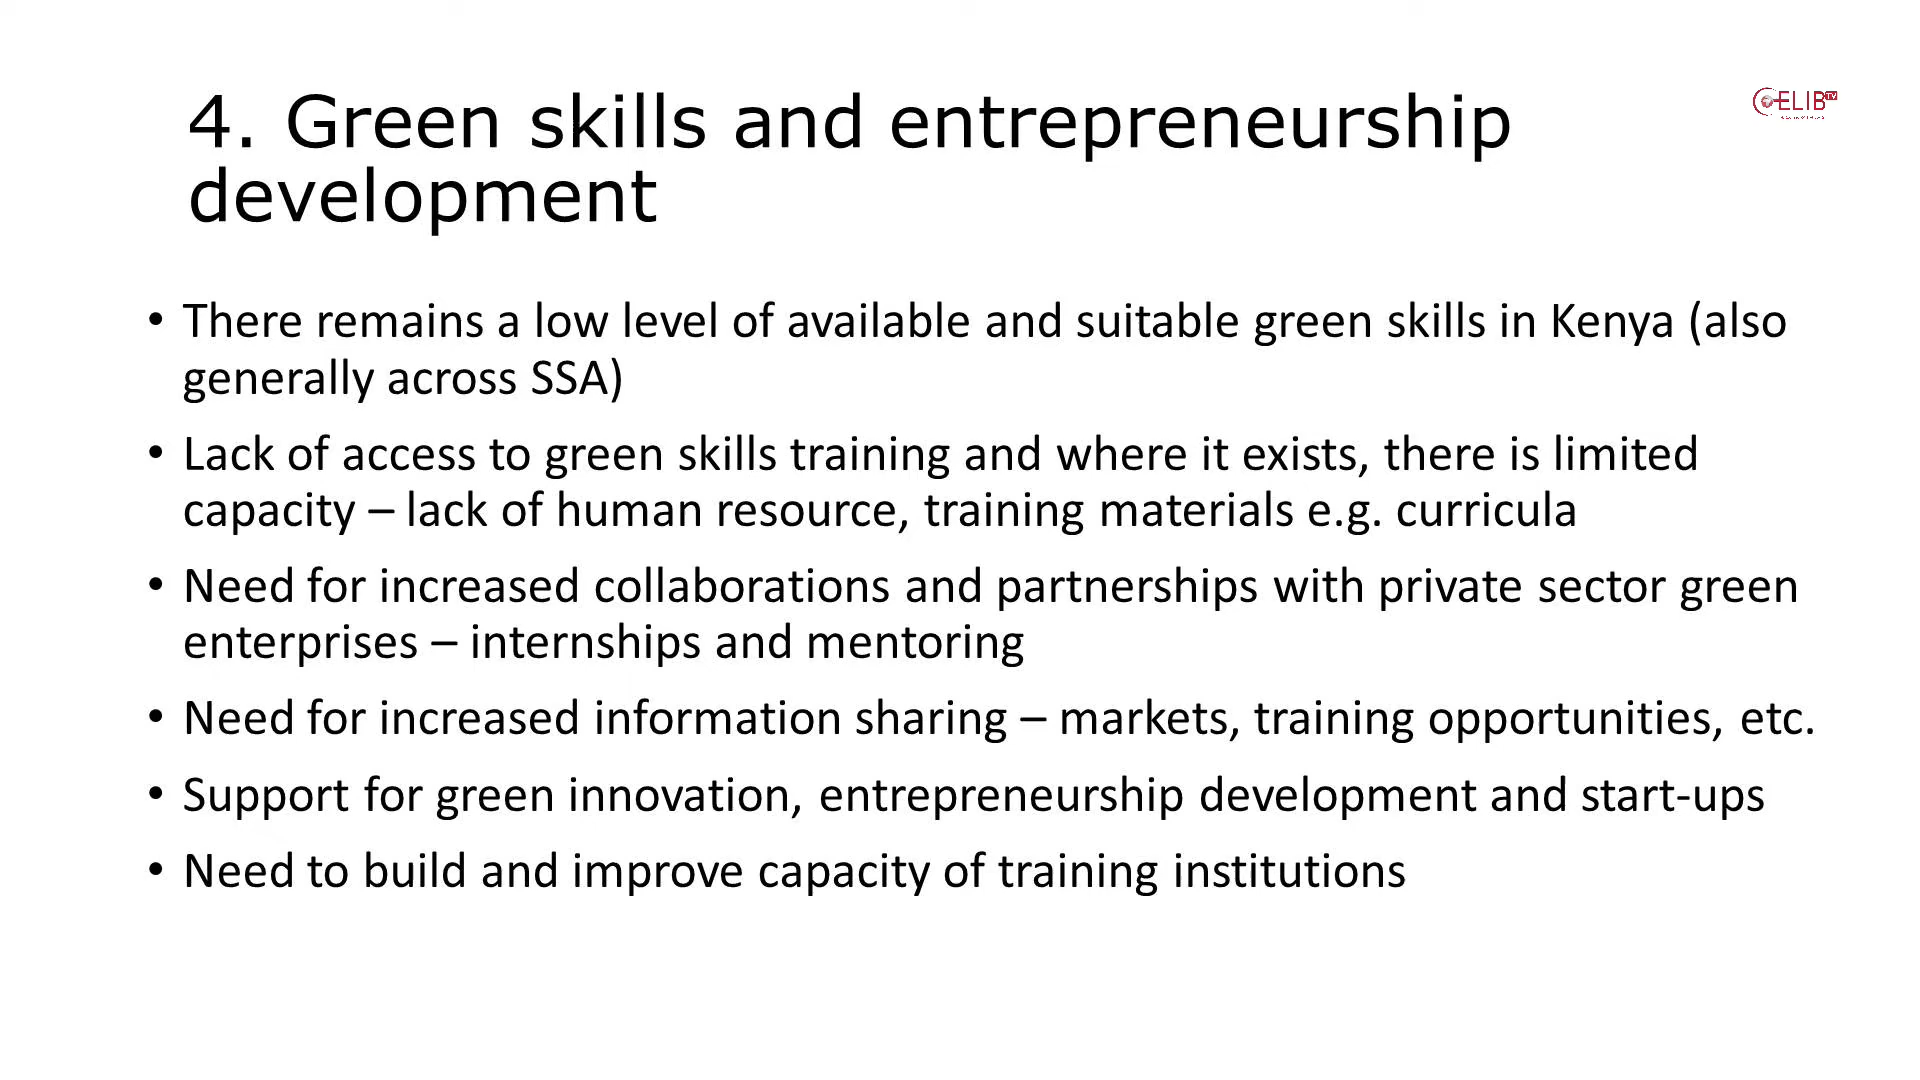 4. Green skills and entrepreneurship
development
ELIB TV
• There remains a low level of available and suitable green skills in Kenya (also
generally across SSA)
• Lack of access to green skills training and where it exists, there is limited
capacity – lack of human resource, training materials e.g. curricula
• Need for increased collaborations and partnerships with private sector green
enterprises – internships and mentoring
• Need for increased information sharing – markets, training opportunities, etc.
• Support for green innovation, entrepreneurship development and start-ups
• Need to build and improve capacity of training institutions